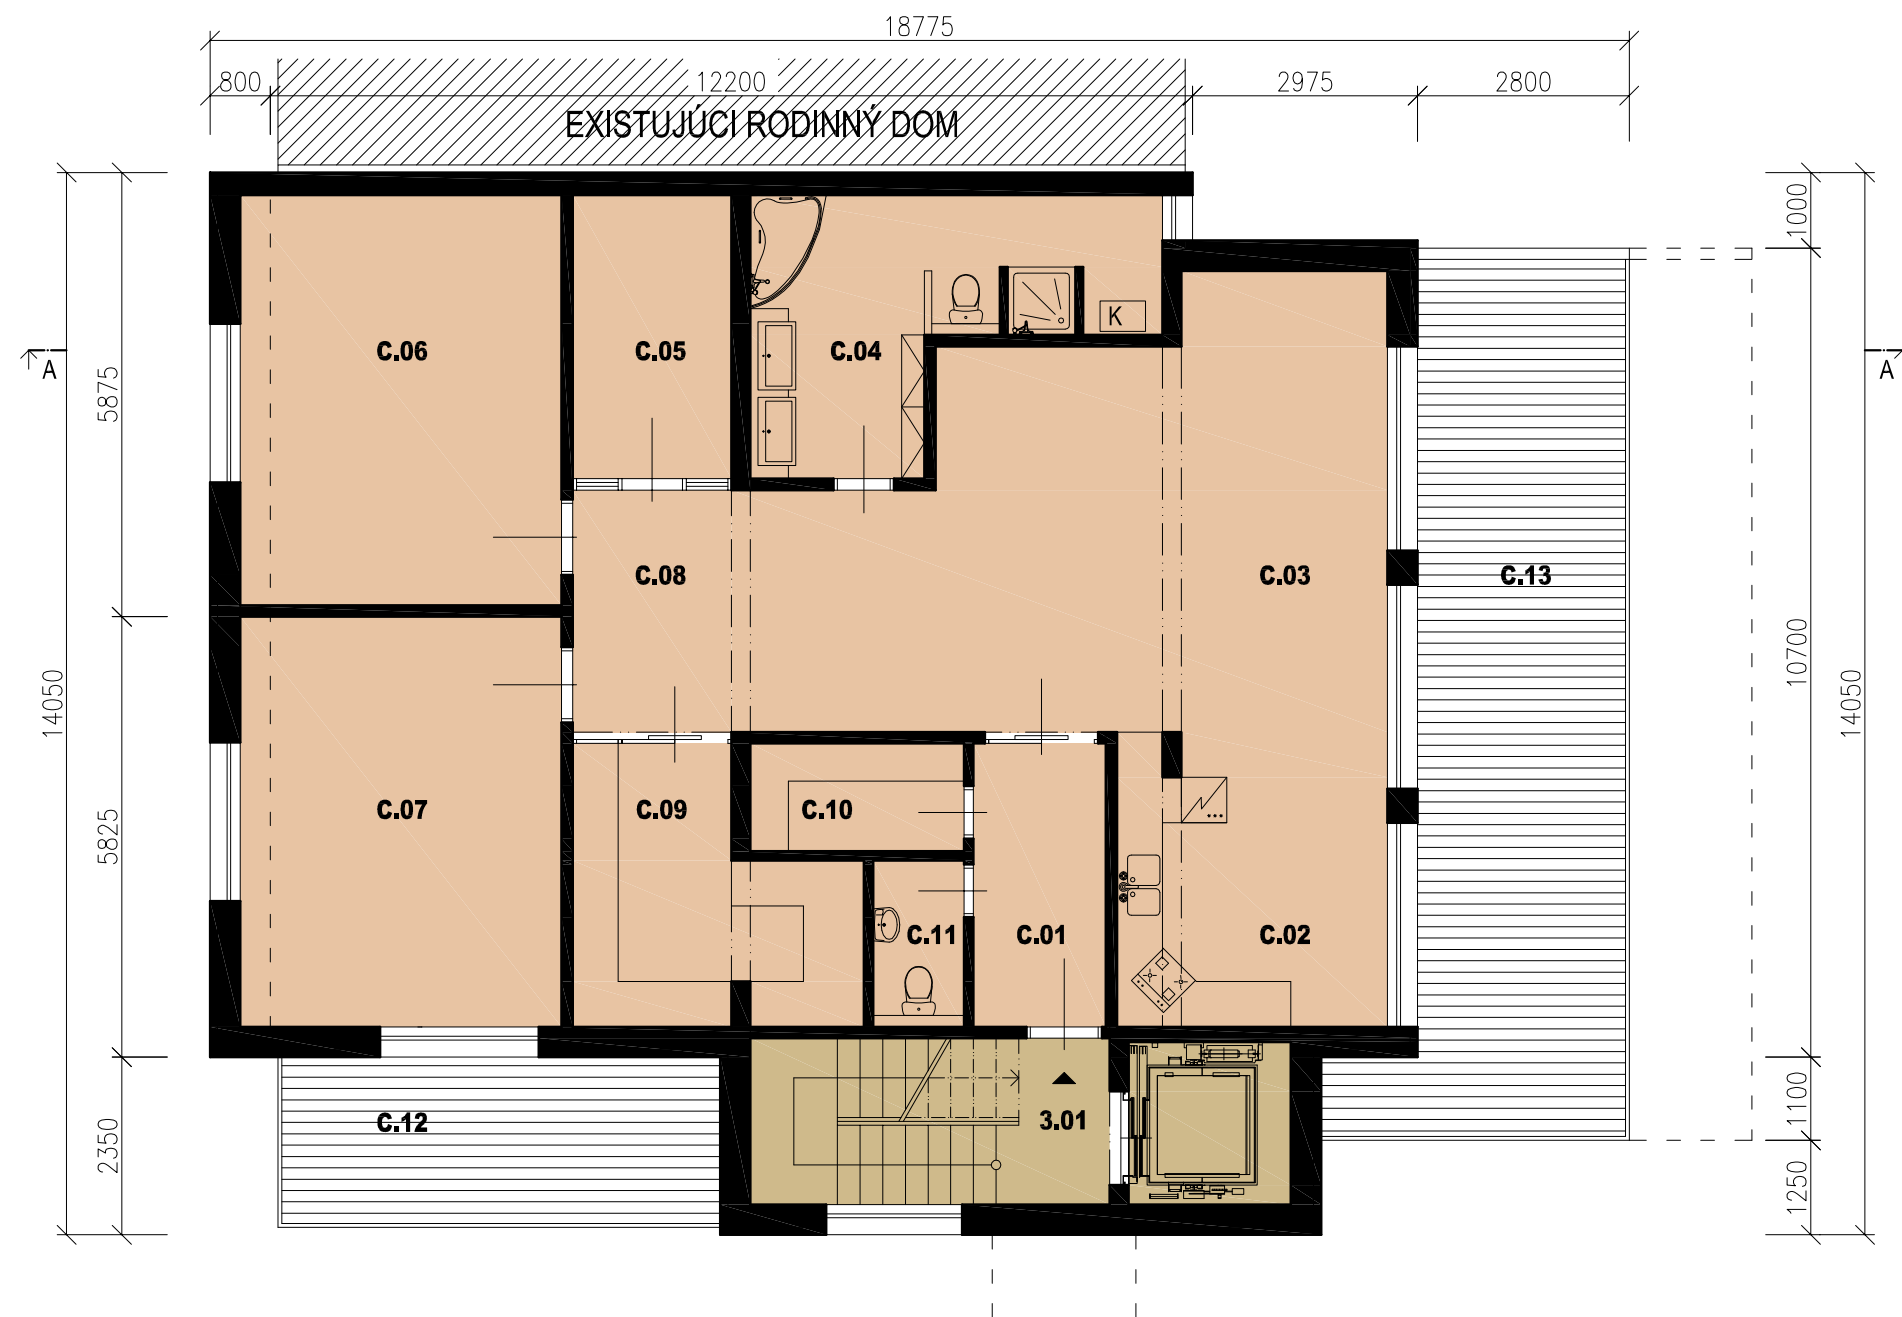 18775
800 12200 2975 2800
EXISTUJÚCI RODINNÝ DOM
1000
K
C.06 C.05 C.04
A A
5875
C.08 C.03 C.13
14050 10700 14050
C.07 C.09 C.10
5825
C.11 C.01 C.02
C.12 3.01
2350 1100
1250